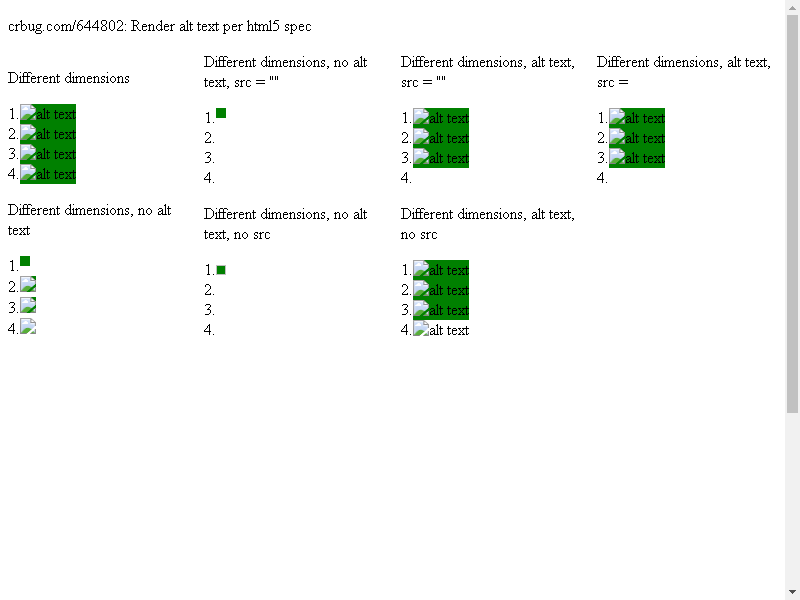 crbug.com/644802: Render alt text per html5 spec
Different dimensions
1. alt text
2. alt text
3. alt text
4. alt text
Different dimensions, no alt
text, src = ""
1.
2.
3.
4.
Different dimensions, alt text,
src = ""
1. alt text
2. alt text
3. alt text
4.
Different dimensions, alt text,
src =
1. alt text
2. alt text
3. alt text
4.
Different dimensions, no alt
text
1.
2.
3.
4.
Different dimensions, no alt
text, no src
1.
2.
3.
4.
Different dimensions, alt text,
no src
1. alt text
2. alt text
3. alt text
4. alt text